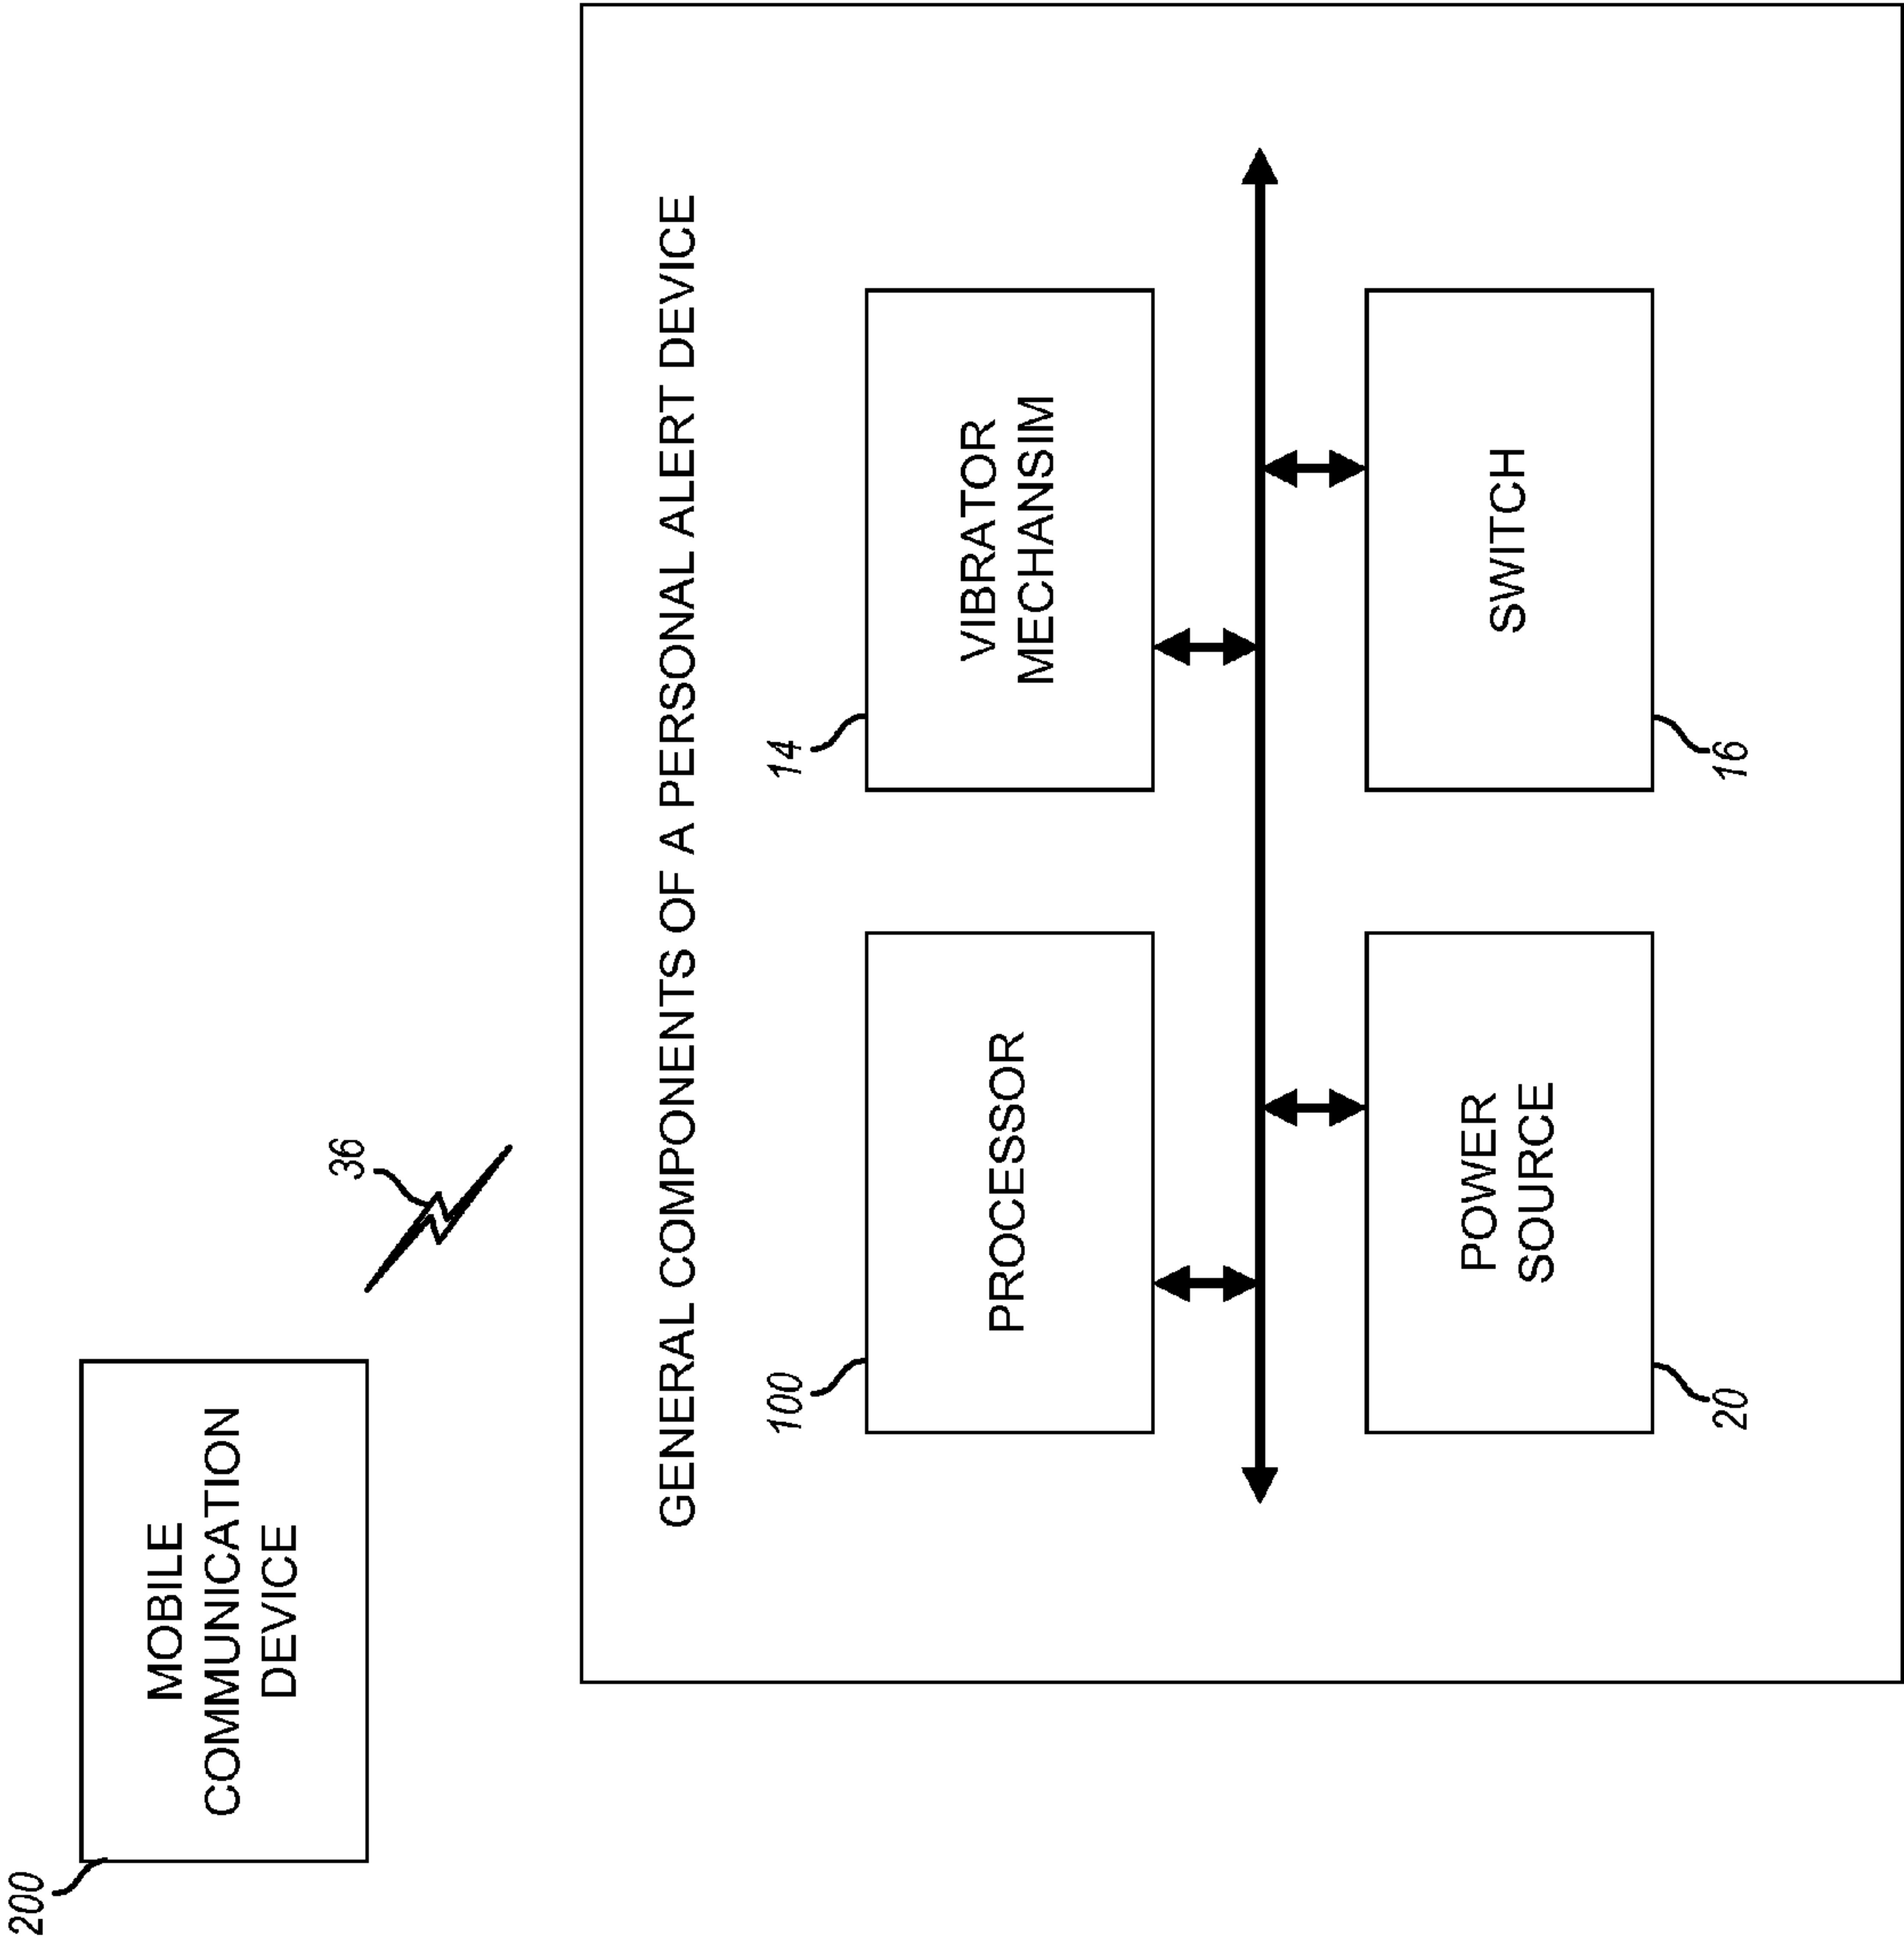 200
MOBILE
COMMUNICATION
DEVICE
36
GENERAL COMPONENTS OF A PERSONAL ALERT DEVICE
100
PROCESSOR
14
VIBRATOR
MECHANSIM
POWER
SOURCE
20
SWITCH
16